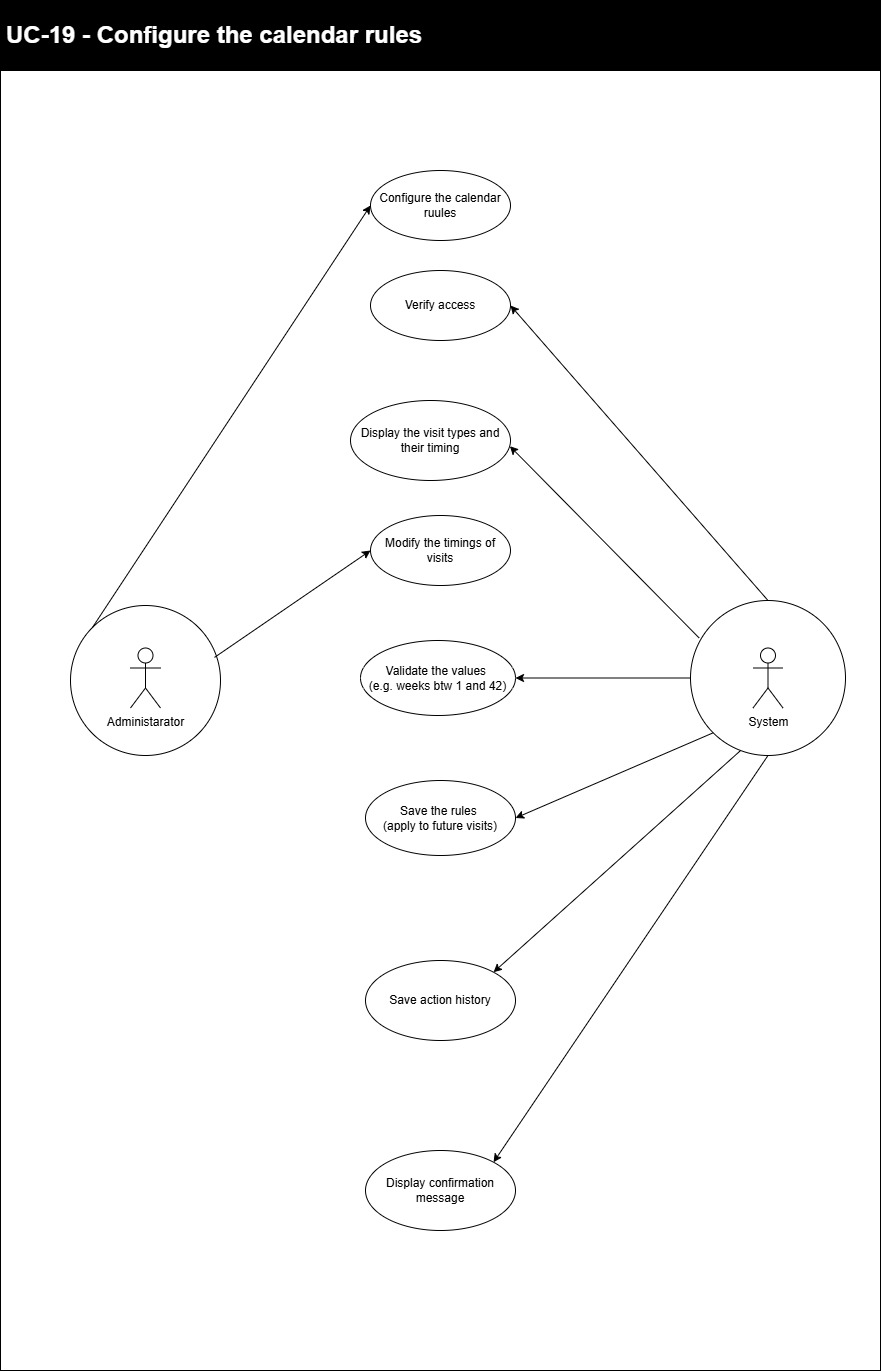 UC-19 - Configure the calendar rules
Configure the calendar
ruules
Verify access
Display the visit types and
their timing
Modify the timings of
visits
Administarator
Validate the values
(e.g. weeks btw 1 and 42)
System
Save the rules
(apply to future visits)
Save action history
Display confirmation
message